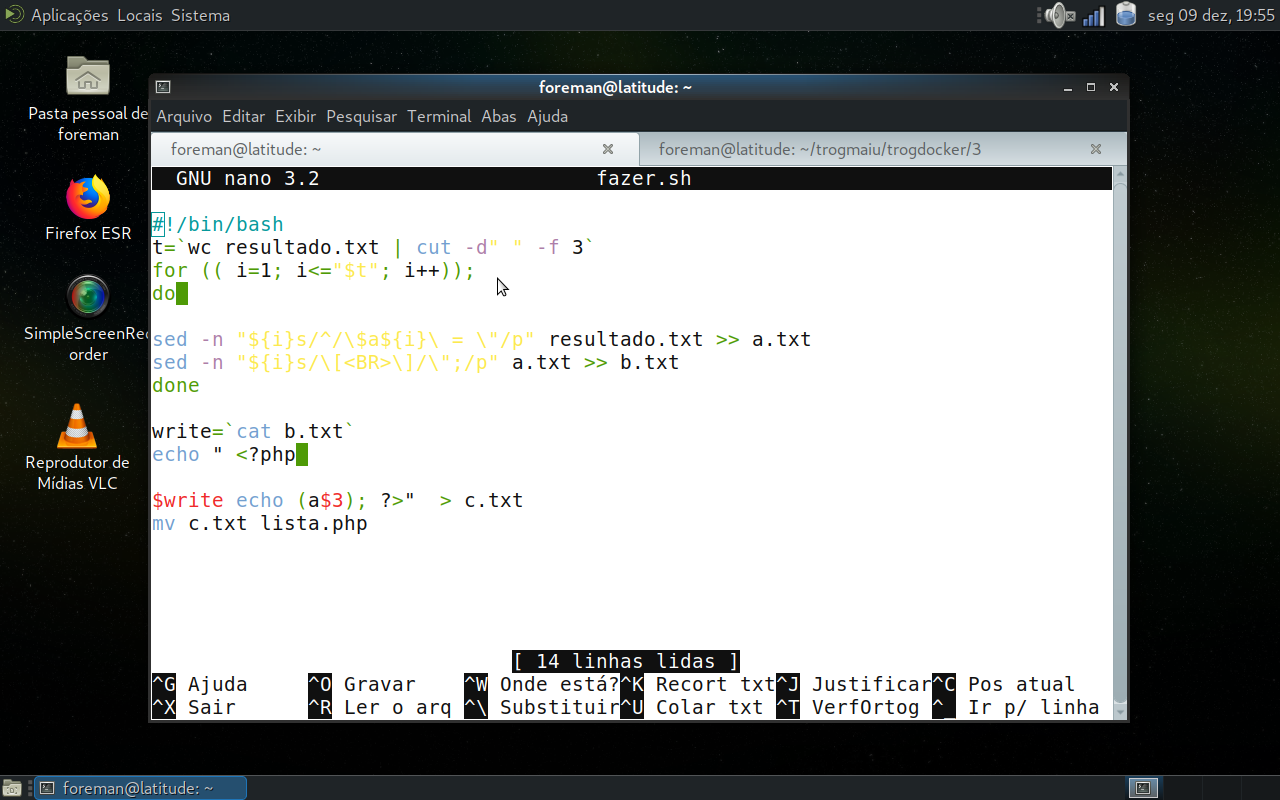 Aplicações Locais Sistema
seg 09 dez, 19:55
Pasta pessoal de
foreman
Firefox ESR
SimpleScreenRec
order
Reprodutor de
Mídias VLC
foreman@latitude: ~
Arquivo Editar Exibir Pesquisar Terminal Abas Ajuda
foreman@latitude: ~
foreman@latitude: ~/trogmaiu/trogdocker/3
GNU nano 3.2 fazer.sh
#!/bin/bash
t=`wc resultado.txt | cut -d" " -f 3`
for (( i=1; i<="$t"; i++));
do
sed -n "${i}s/^/\$a${i}\ = \"/p" resultado.txt >> a.txt
sed -n "${i}s/\[<BR>\]/\";/p" a.txt >> b.txt
done
write=`cat b.txt`
echo " <?php
$write echo (a$3); ?>"  > c.txt
mv c.txt lista.php
[ 14 linhas lidas ]
^G Ajuda ^O Gravar ^W Onde está? ^K Recort txt ^J Justificar ^C Pos atual
^X Sair ^R Ler o arq ^\ Substituir ^U Colar txt ^T VerfOrtog ^_ Ir p/ linha
foreman@latitude: ~